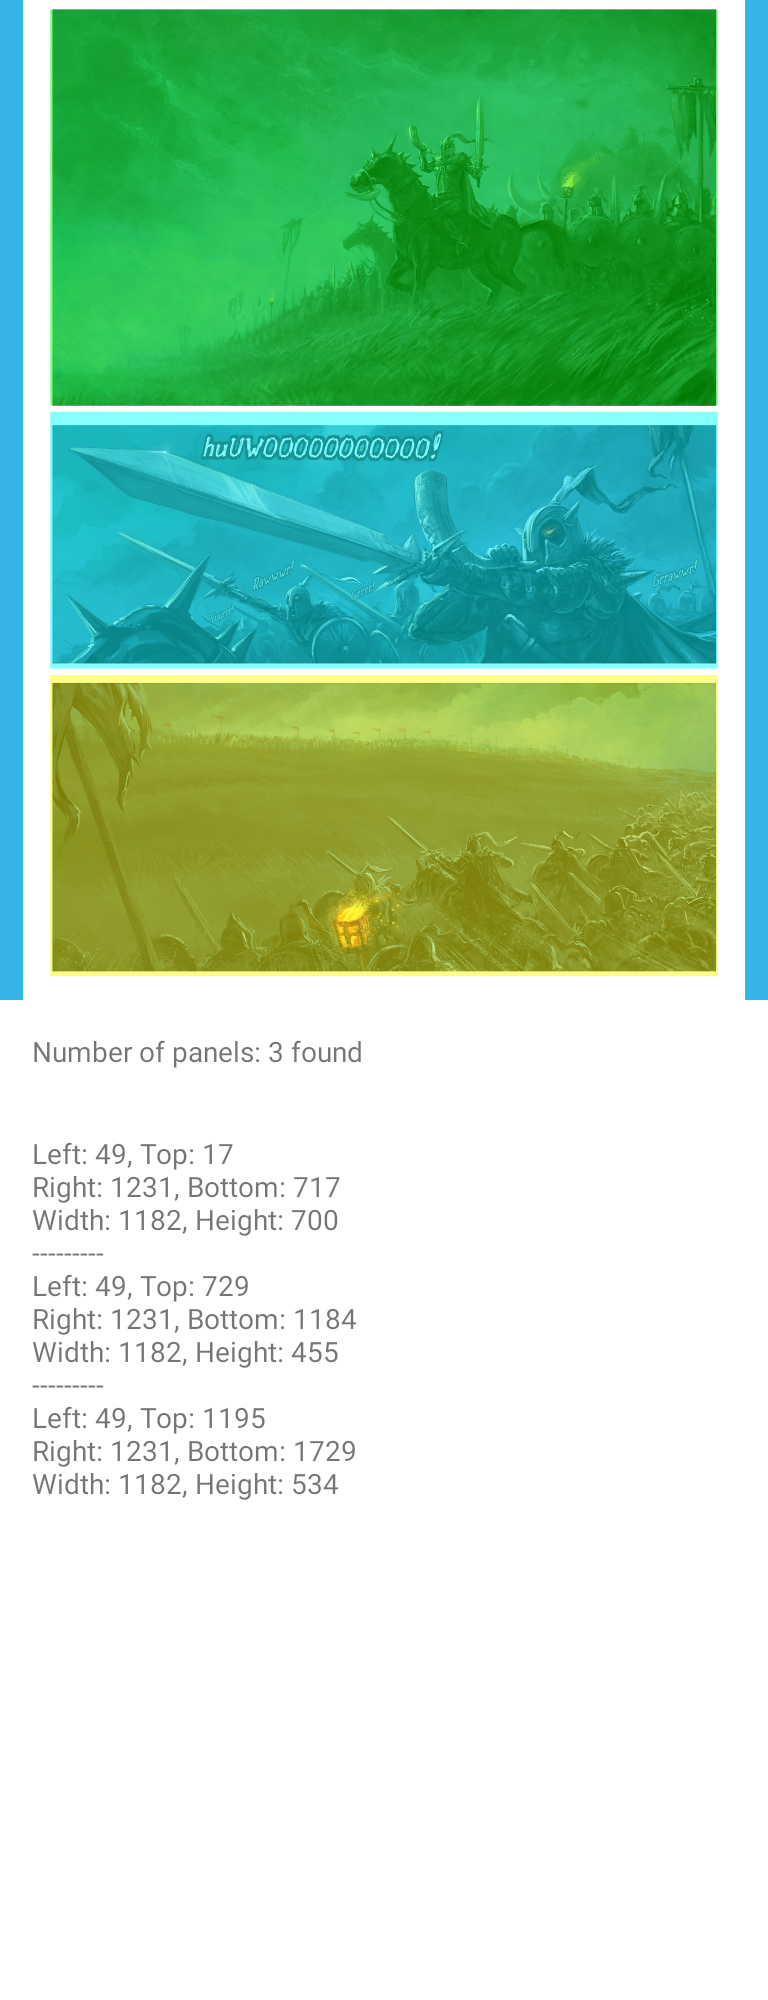 huUWOOOOOOOOOOO!
Rawwwr!
Grrrr!
Grrawwr!
Number of panels: 3 found
Left: 49, Top: 17
Right: 1231, Bottom: 717
Width: 1182, Height: 700
---------
Left: 49, Top: 729
Right: 1231, Bottom: 1184
Width: 1182, Height: 455
---------
Left: 49, Top: 1195
Right: 1231, Bottom: 1729
Width: 1182, Height: 534